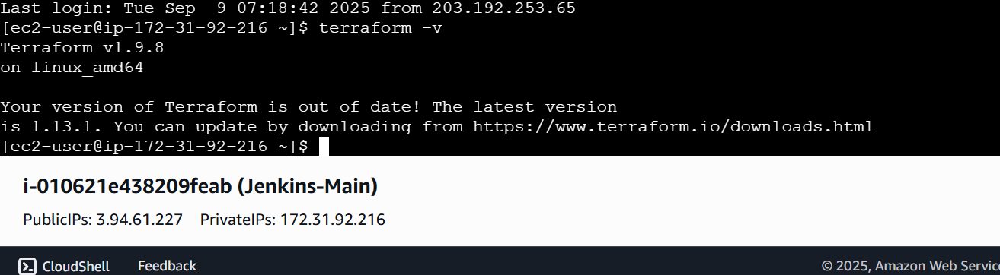 Last login: Tue Sep  9 07:18:42 2025 from 203.192.253.65
[ec2-user@ip-172-31-92-216 ~]$ terraform -v
Terraform v1.9.8
on linux_amd64
Your version of Terraform is out of date! The latest version
is 1.13.1. You can update by downloading from https://www.terraform.io/downloads.html
[ec2-user@ip-172-31-92-216 ~]$
i-010621e438209feab (Jenkins-Main)
PublicIPs: 3.94.61.227 PrivateIPs: 172.31.92.216
CloudShell Feedback © 2025, Amazon Web Servic